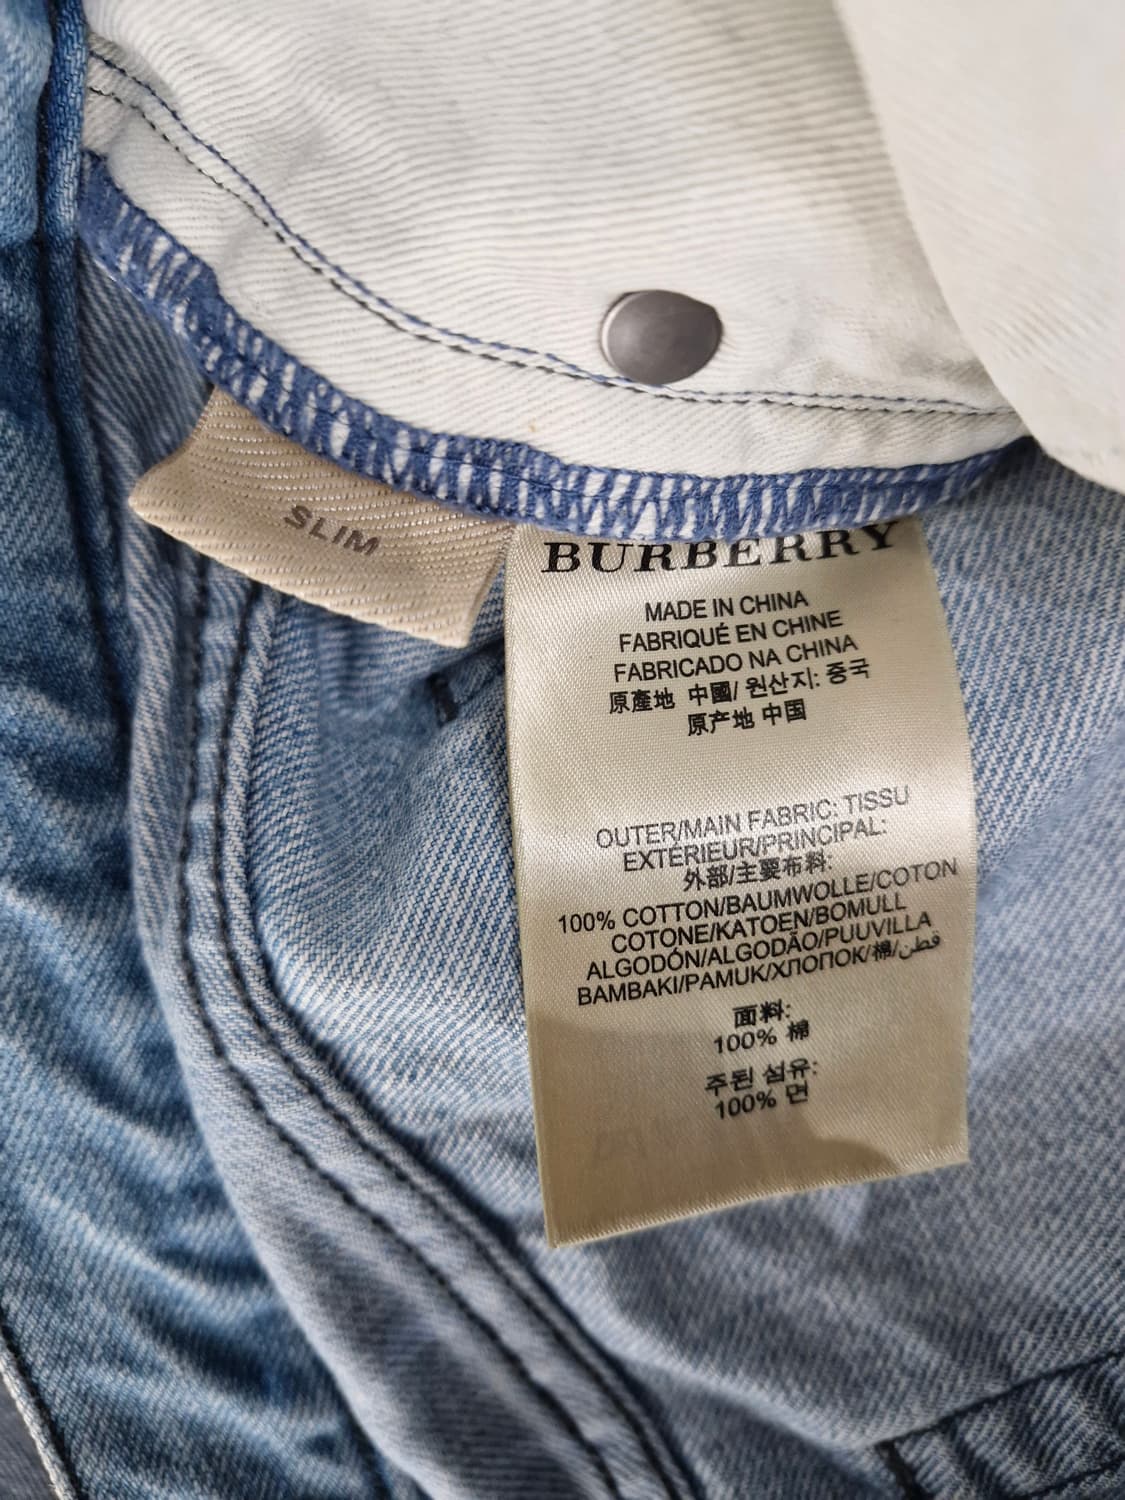 SLIM
BURBERRY
MADE IN CHINA
FABRIQUÉ EN CHINE
FABRICADO NA CHINA
原產地 中國/ 원산지: 중국
原产地 中国
OUTER/MAIN FABRIC: TISSU
EXTÉRIEUR/PRINCIPAL:
外部/主要布料:
100% COTTON/BAUMWOLLE/COTON
COTONE/KATOEN/BOMULL
ALGODÓN/ALGODÃO/PUUVILLA
BAMBAKI/PAMUK/ХЛОПОК/棉/قطن
面料:
100% 棉
주된 섬유:
100% 면